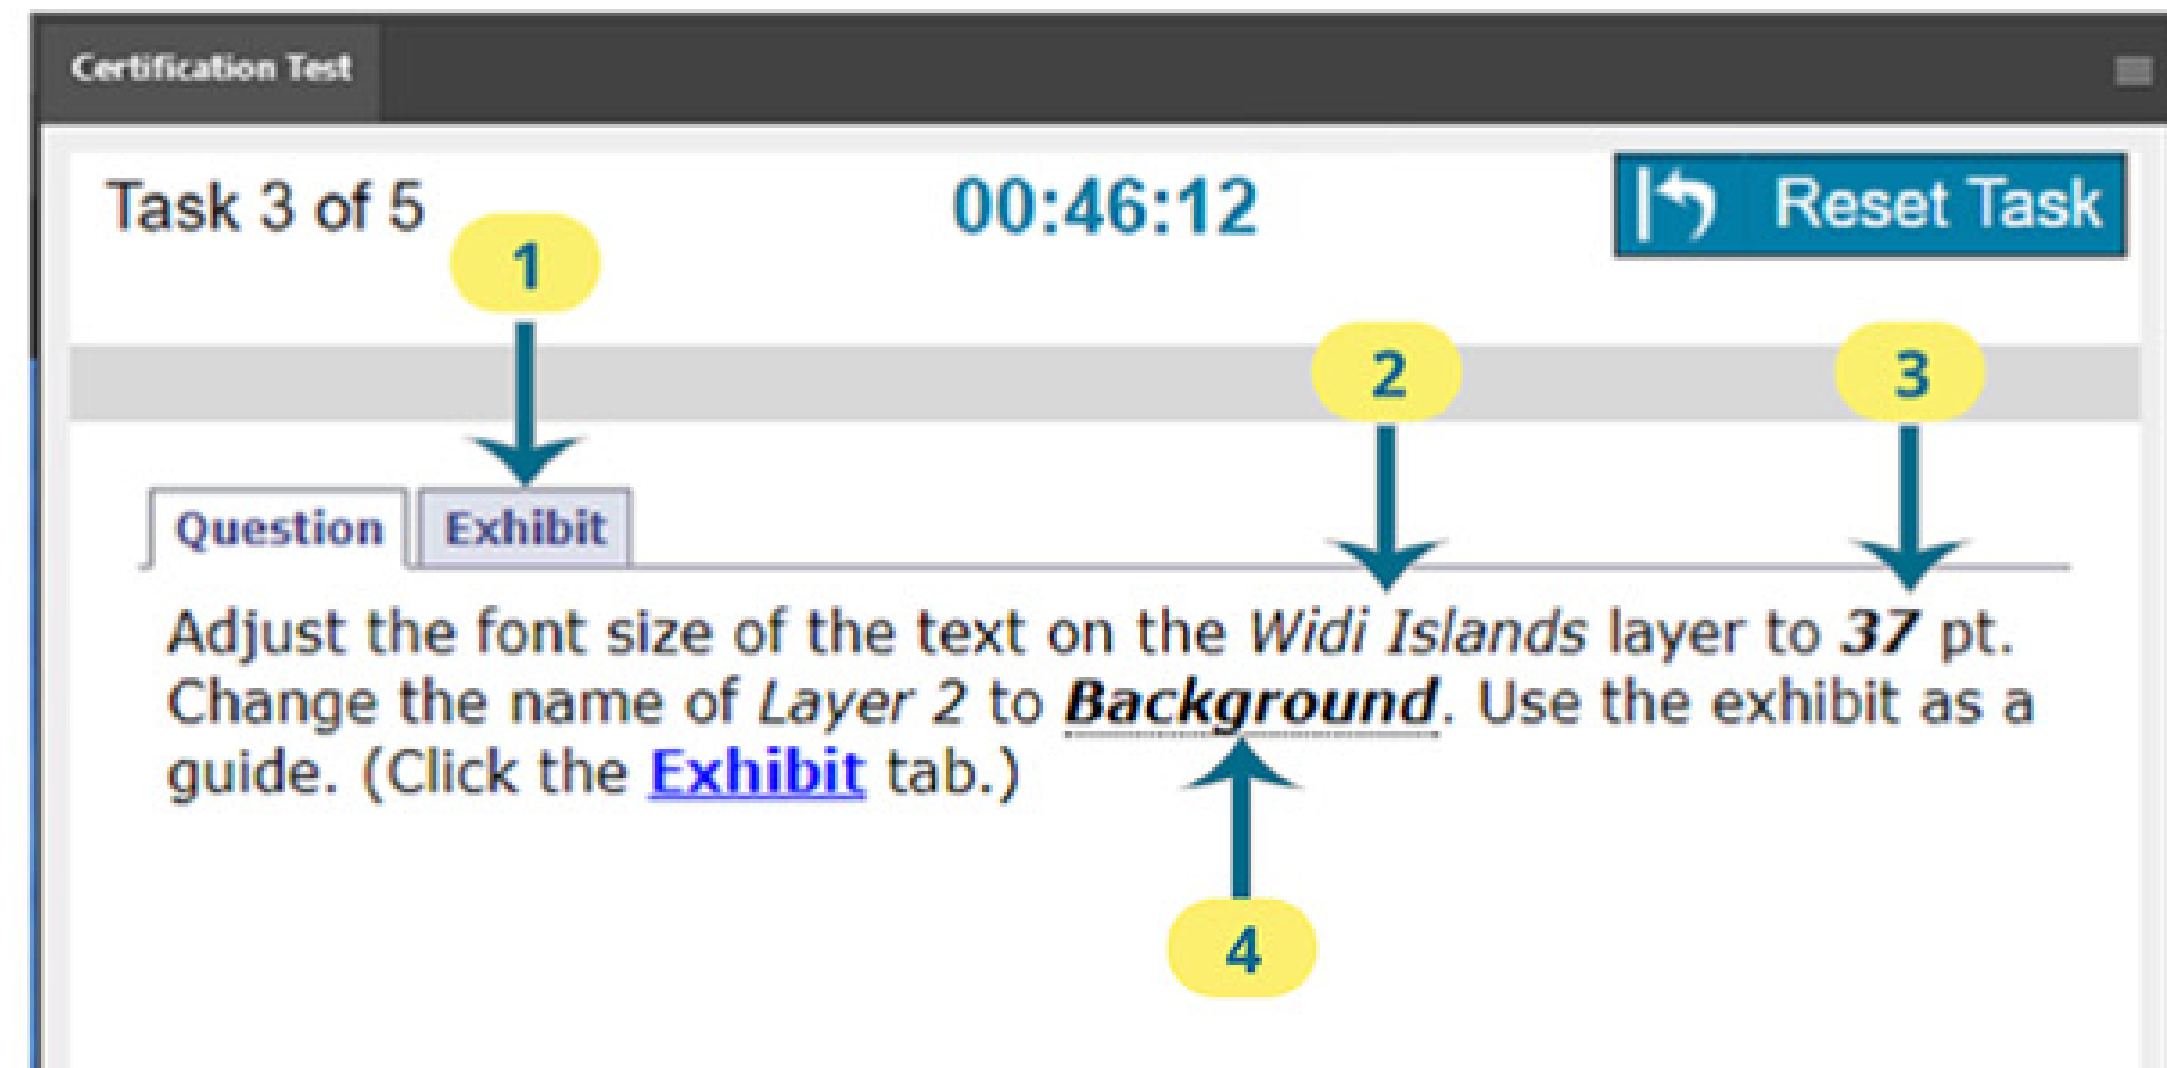 Certification Test
Task 3 of 5
00:46:12
Reset Task
1
2
3
Question
Exhibit
Adjust the font size of the text on the Widi Islands layer to 37 pt.
Change the name of Layer 2 to Background. Use the exhibit as a
guide. (Click the Exhibit tab.)
4